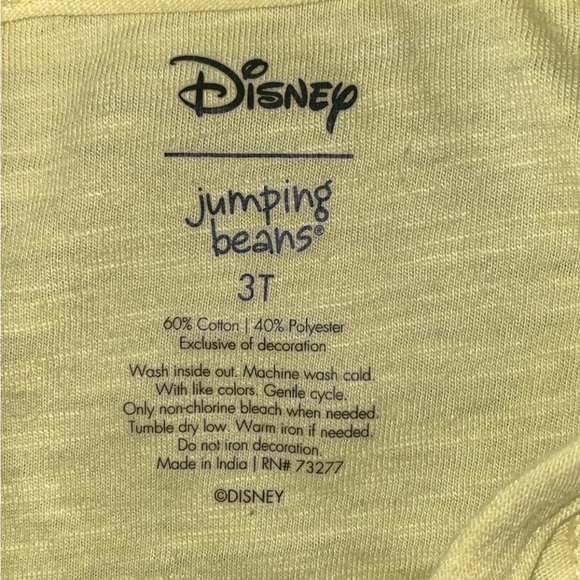 Disney
jumping
beans®
3T
60% Cotton | 40% Polyester
Exclusive of decoration
Wash inside out. Machine wash cold.
With like colors. Gentle cycle.
Only non-chlorine bleach when needed.
Tumble dry low. Warm iron if needed.
Do not iron decoration.
Made in India | RN# 73277
©DISNEY